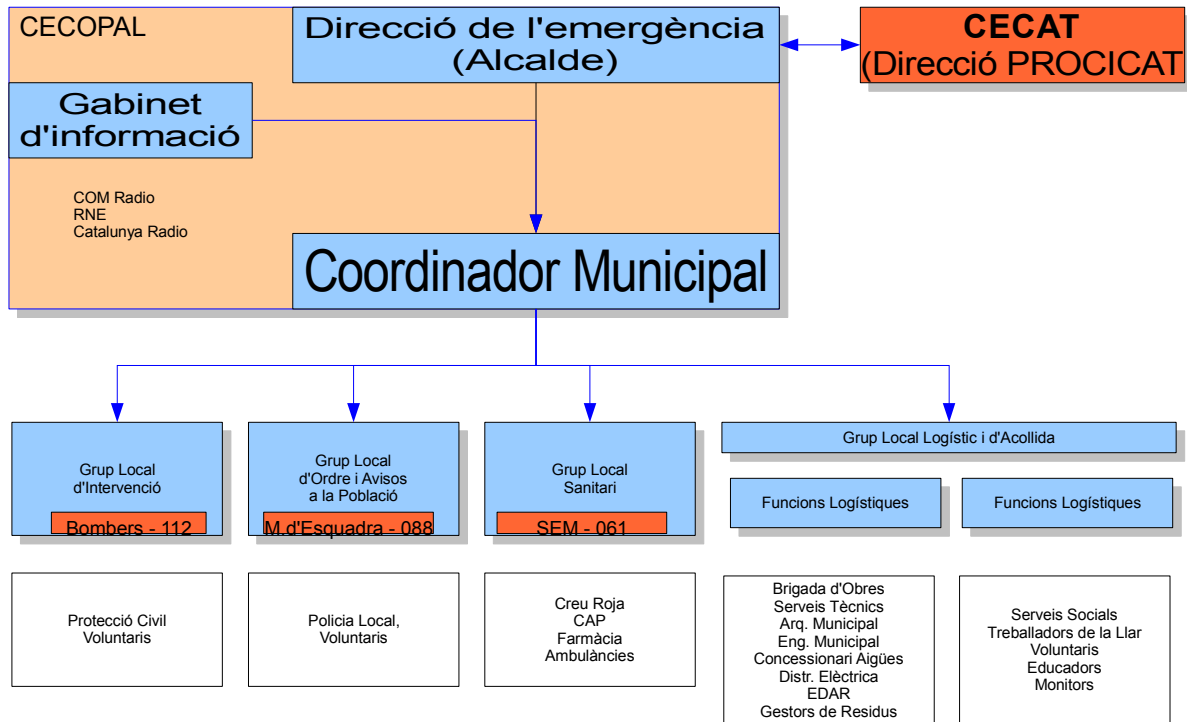 CECOPAL
Direcció de l'emergència
(Alcalde)
CECAT
(Direcció PROCICAT
Gabinet
d'informació
COM Radio
RNE
Catalunya Radio
Coordinador Municipal
Grup Local
d'Intervenció
Bombers - 112
Grup Local
d'Ordre i Avisos
a la Població
M.d'Esquadra - 088
Grup Local
Sanitari
SEM - 061
Grup Local Logístic i d'Acollida
Funcions Logístiques
Funcions Logístiques
Protecció Civil
Voluntaris
Policia Local,
Voluntaris
Creu Roja
CAP
Farmàcia
Ambulàncies
Brigada d'Obres
Serveis Tècnics
Arq. Municipal
Eng. Municipal
Concessionari Aigües
Distr. Elèctrica
EDAR
Gestors de Residus
Serveis Socials
Treballadors de la Llar
Voluntaris
Educadors
Monitors